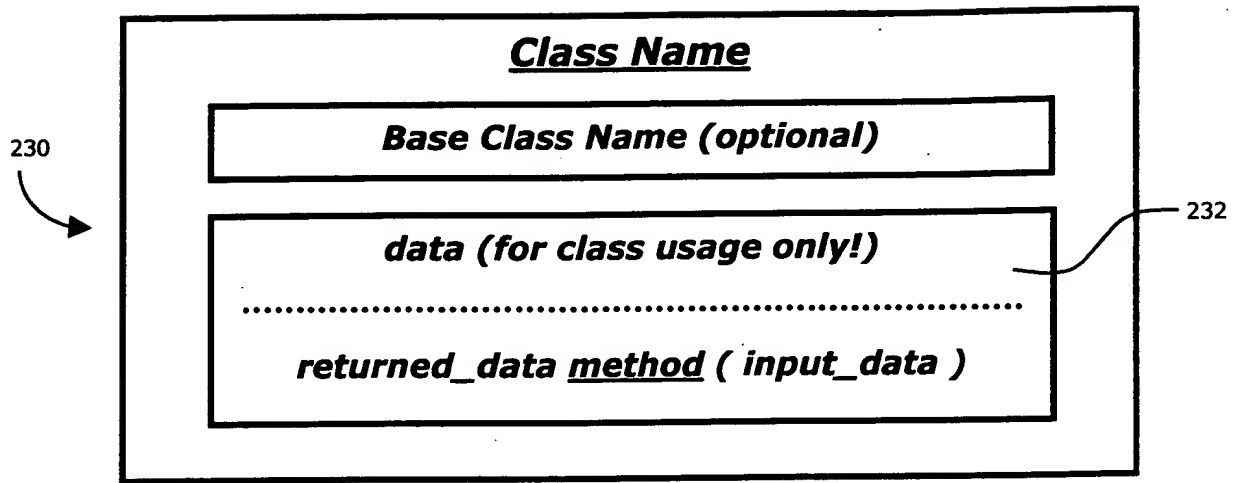 Class Name
Base Class Name (optional)
230
232
data (for class usage only!)
returned_data method ( input_data )